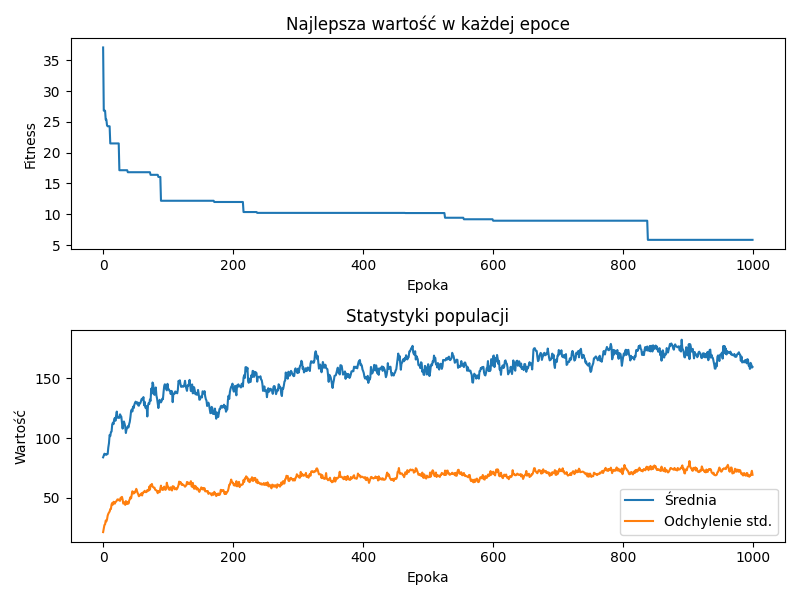 Najlepsza wartość w każdej epoce
35
30
25
20
15
10
5
Fitness
0 200 400 600 800 1000
Epoka
Statystyki populacji
150
100
50
Wartość
Średnia
Odchylenie std.
0 200 400 600 800 1000
Epoka